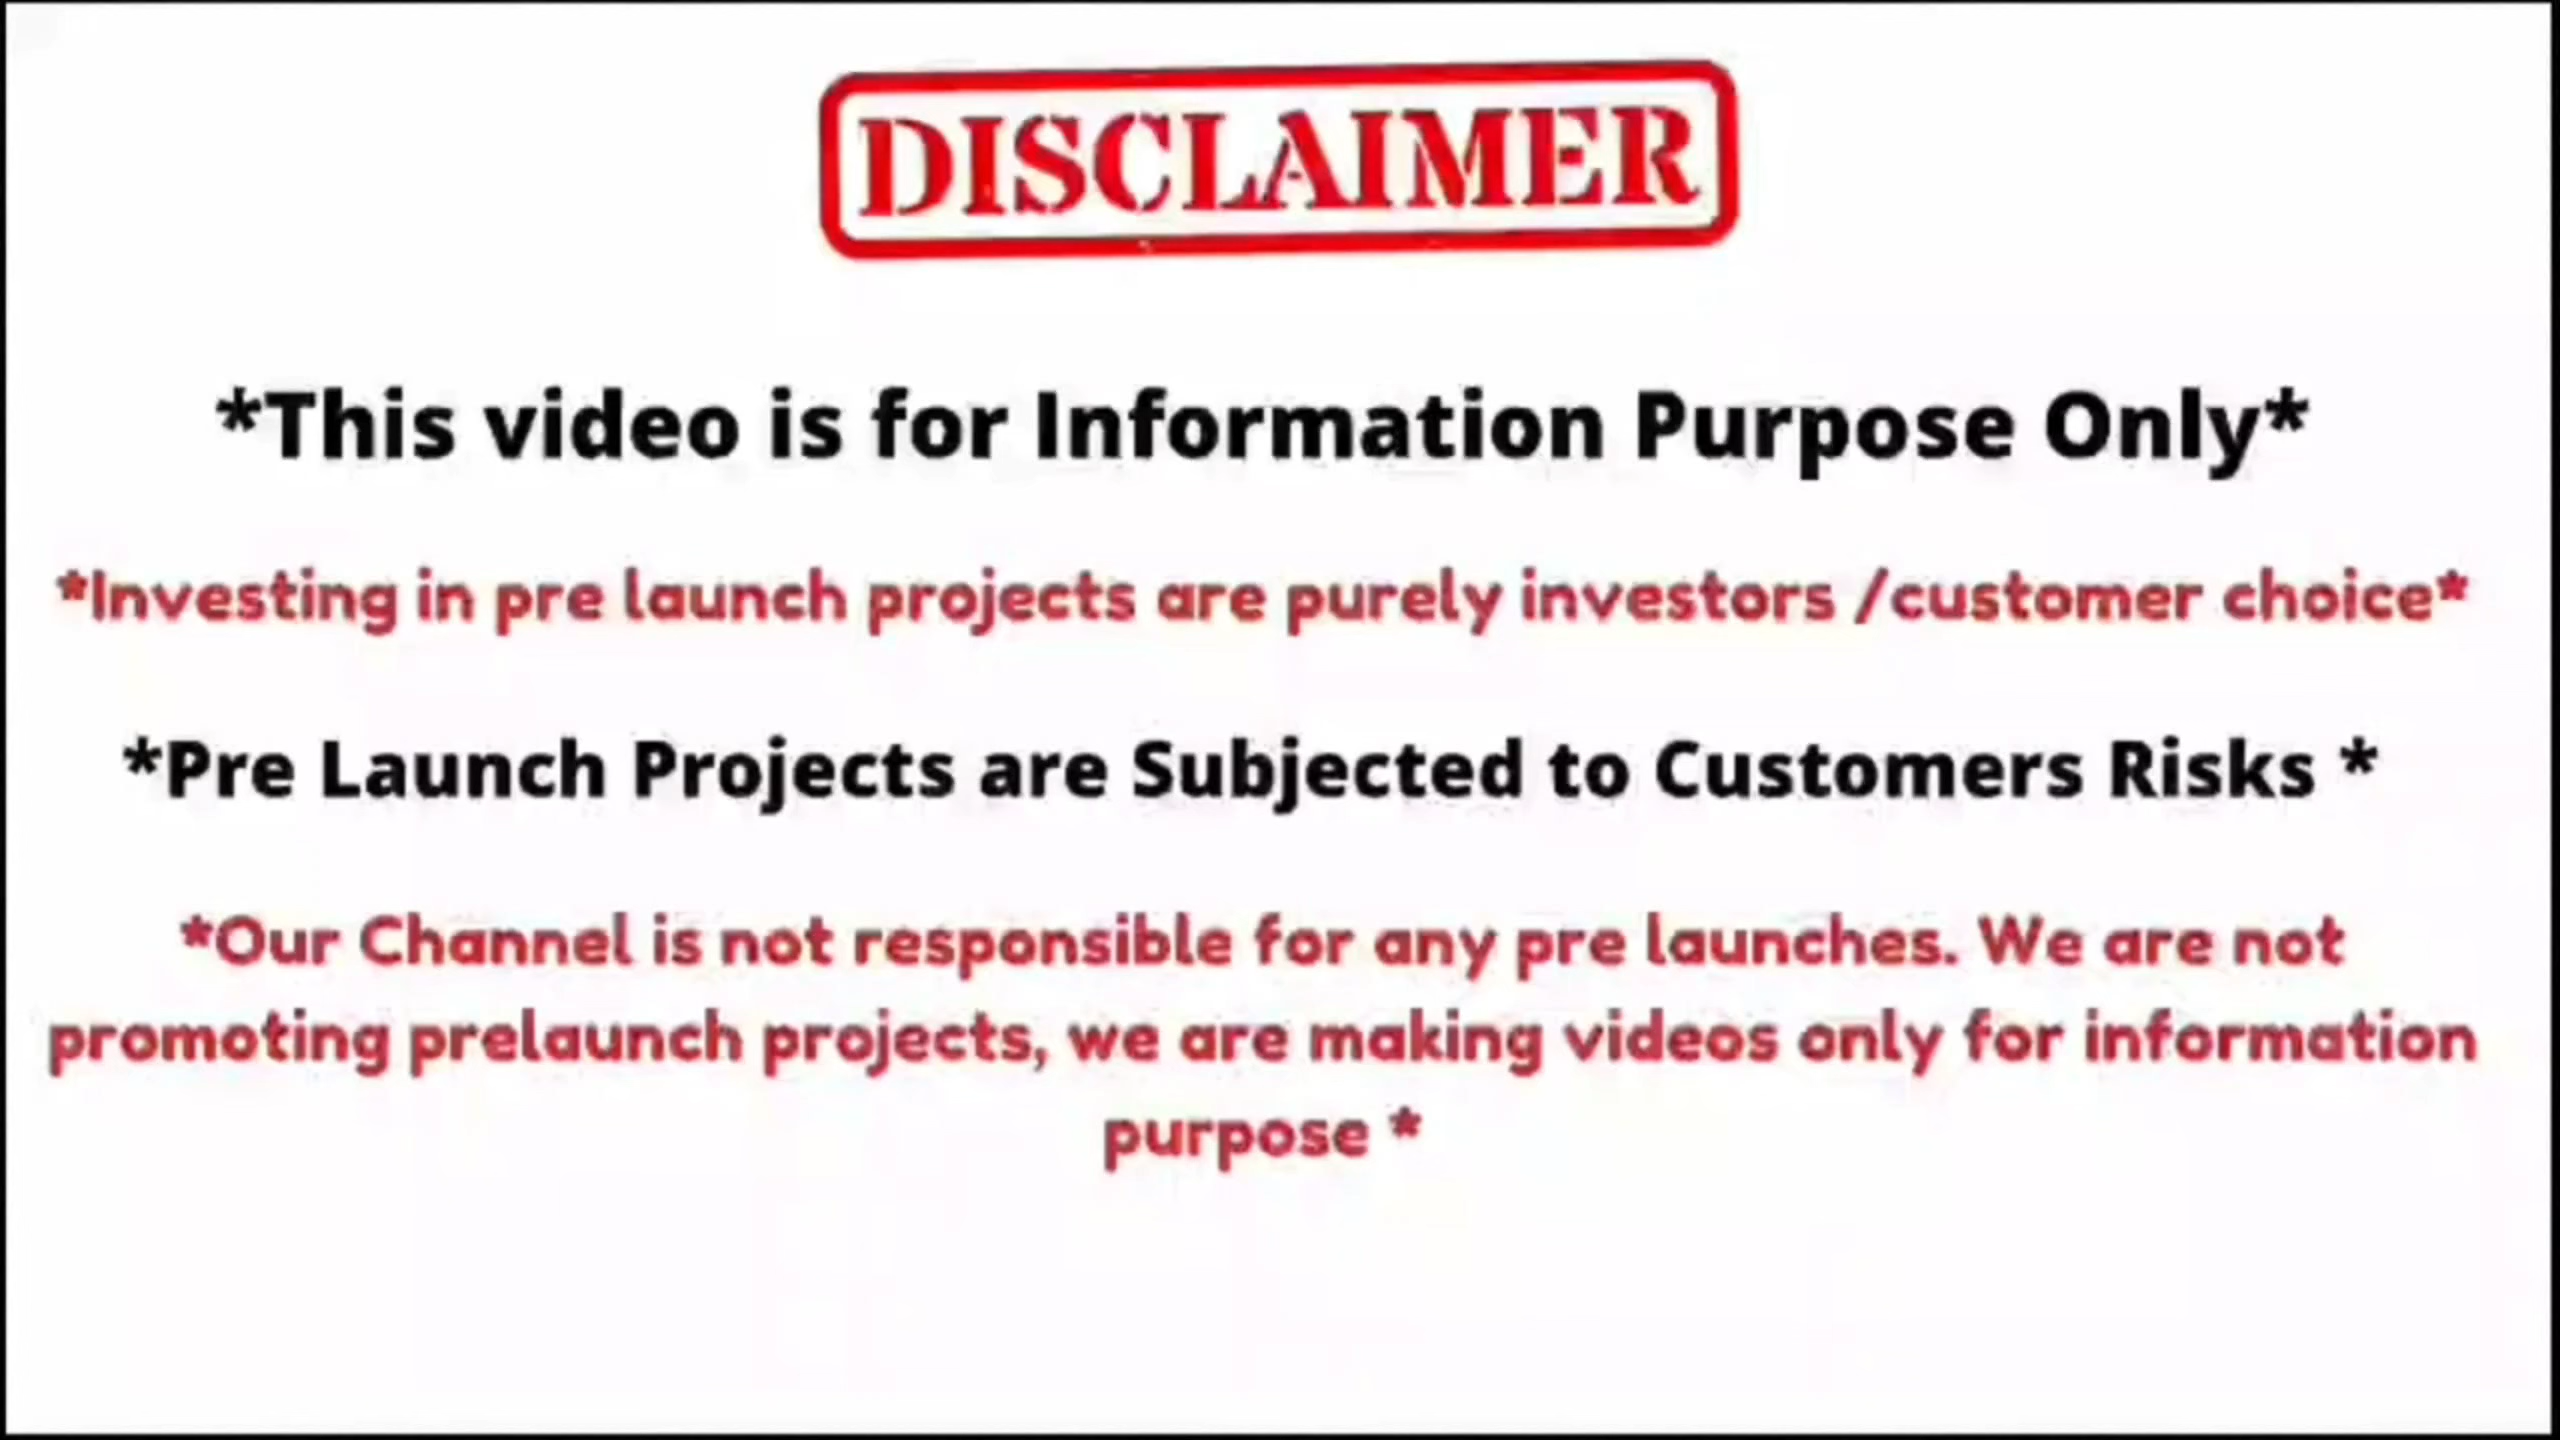 DISCLAIMER
*This video is for Information Purpose Only*
*Investing in pre launch projects are purely investors /customer choice*
*Pre Launch Projects are Subjected to Customers Risks *
*Our Channel is not responsible for any pre launches. We are not
promoting prelaunch projects, we are making videos only for information
purpose *